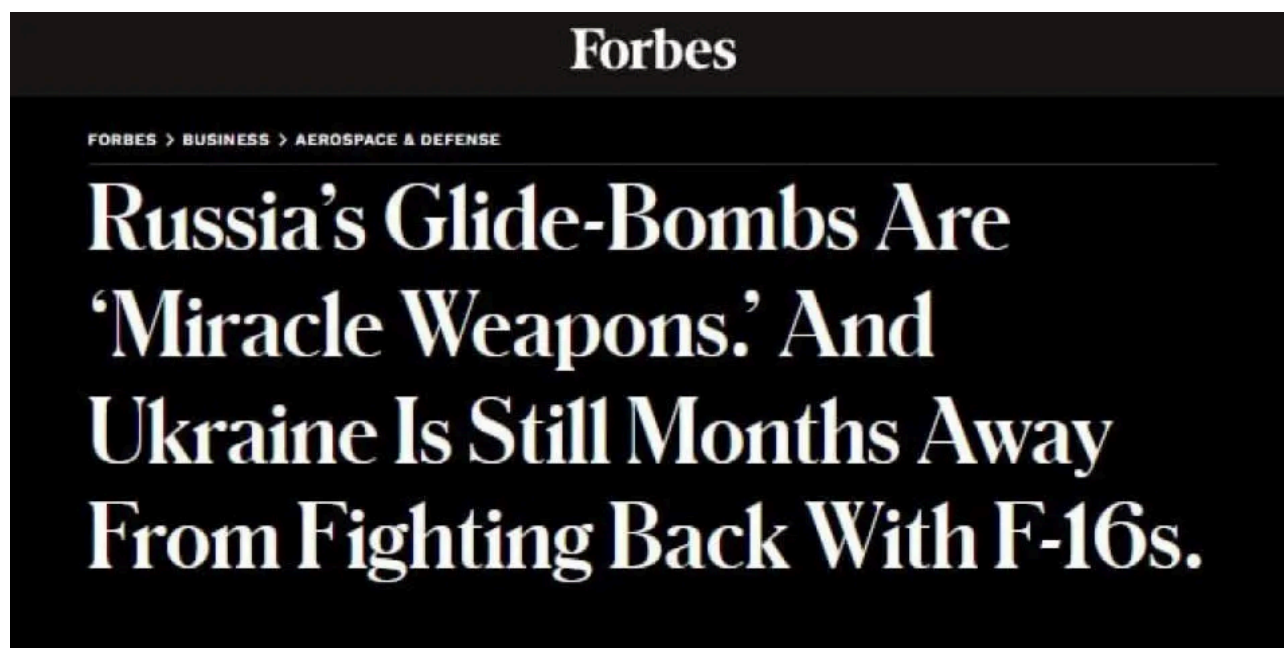 Forbes
FORBES > BUSINESS > AEROSPACE & DEFENSE
Russia’s Glide-Bombs Are
‘Miracle Weapons.’ And
Ukraine Is Still Months Away
From Fighting Back With F-16s.